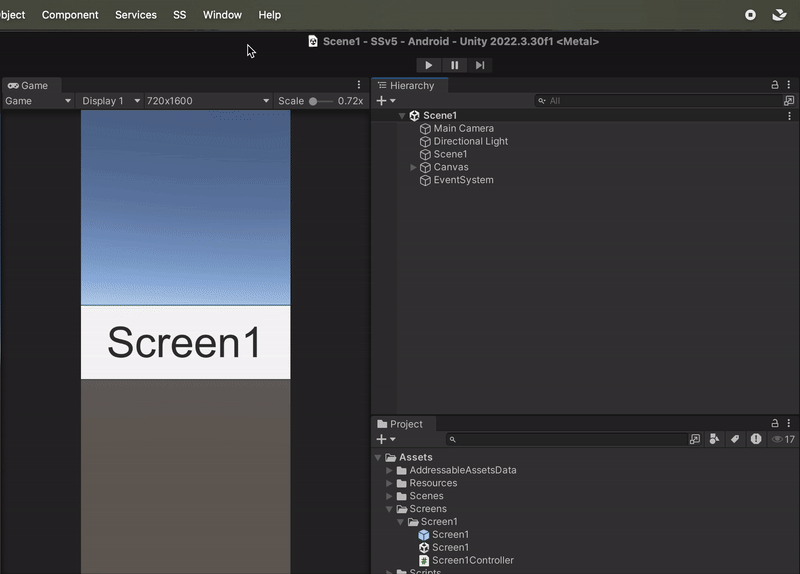 bject Component Services SS Window Help
Scene1 - SSv5 - Android - Unity 2022.3.30f1 <Metal>
Game
Game Display 1 720x1600 Scale 0.72x
Screen1
Hierarchy
All
Scene1
Main Camera
Directional Light
Scene1
Canvas
EventSystem
Project
17
Assets
AddressableAssetsData
Resources
Scenes
Screens
Screen1
Screen1
Screen1
Screen1Controller
Scripts